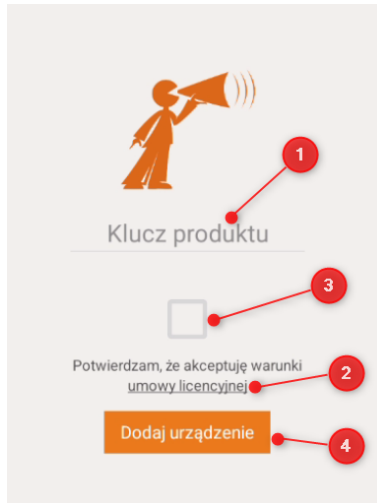 1
Klucz produktu
3
Potwierdzam, że akceptuję warunki
umowy licencyjnej
2
Dodaj urządzenie
4